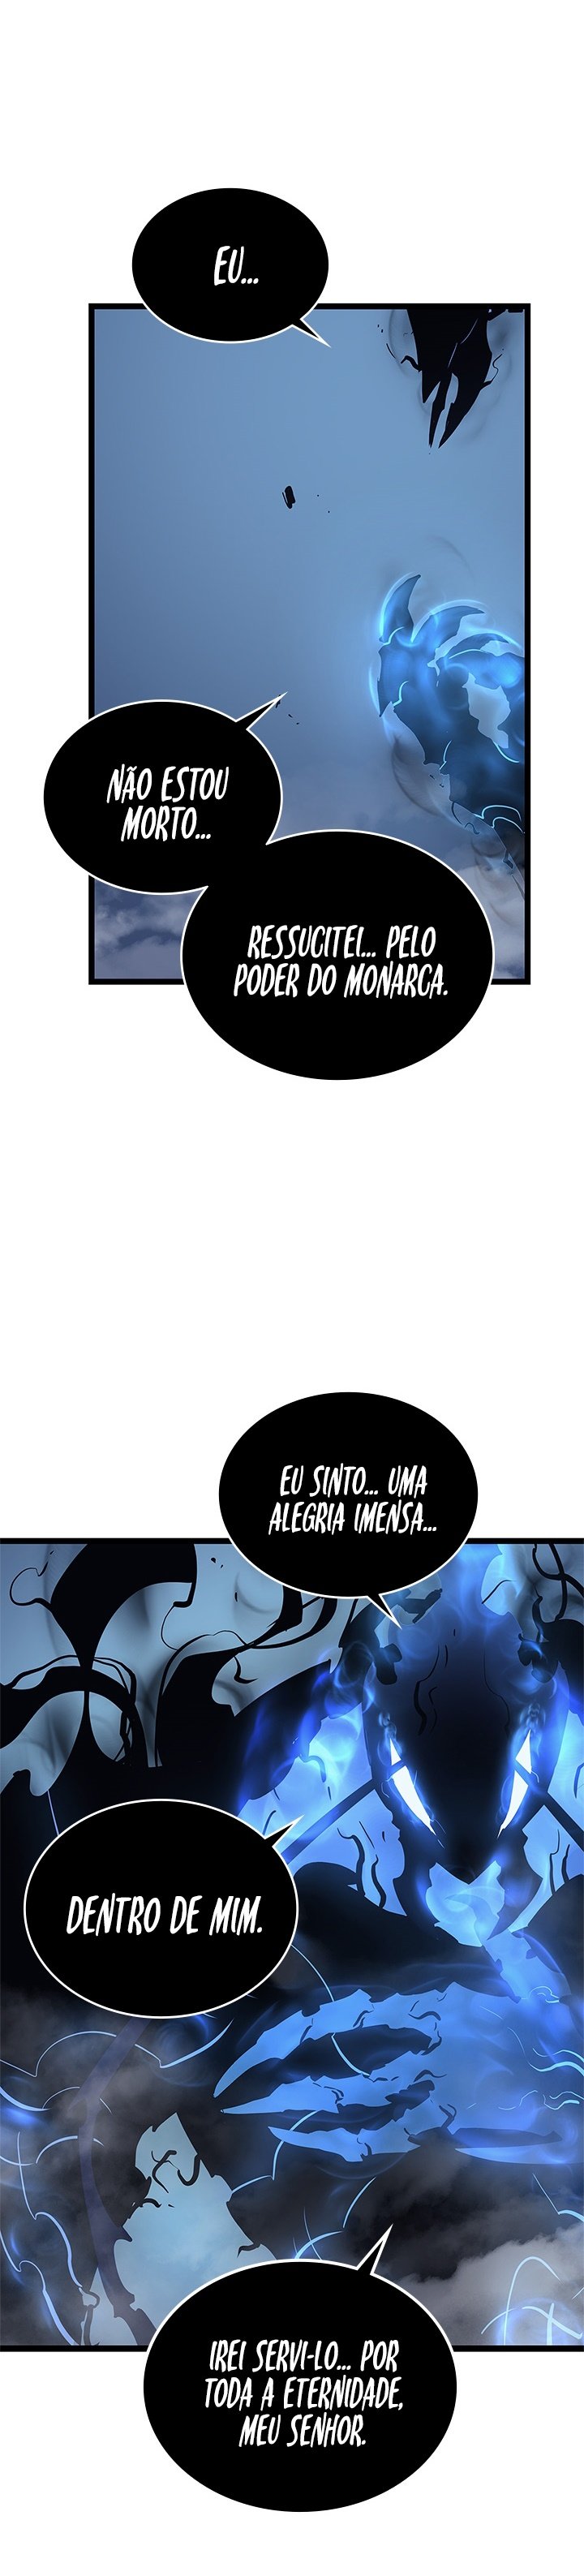 EU...
NÃO ESTOU
MORTO...
RESSUCITEI... PELO
PODER DO MONARCA.
EU SINTO... UMA
ALEGRIA IMENSA...
DENTRO DE MIM.
IREI SERVI-LO... POR
TODA A ETERNIDADE,
MEU SENHOR.